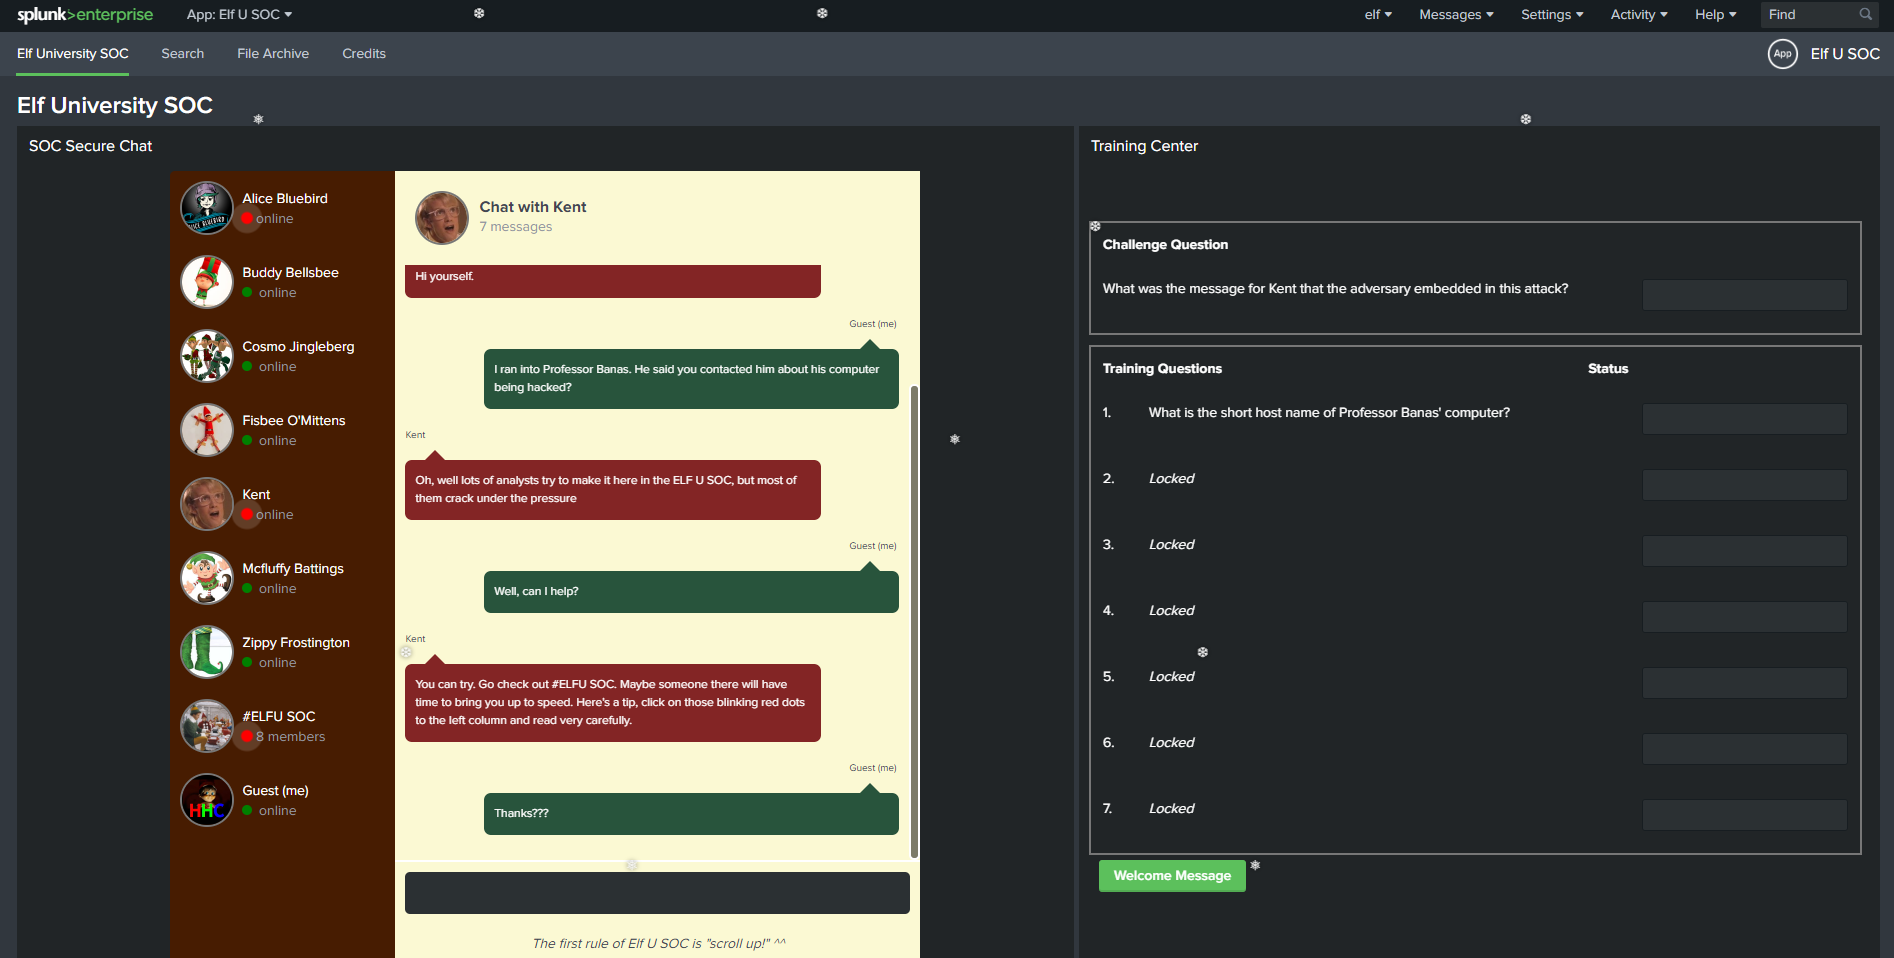 splunk>enterprise App: Elf U SOC elf Messages Settings Activity Help Find
Elf University SOC Search File Archive Credits App Elf U SOC
Elf University SOC
SOC Secure Chat
Alice Bluebird
online
Buddy Bellsbee
online
Cosmo Jingleberg
online
Fisbee O'Mittens
online
Kent
online
Mcfluffy Battings
online
Zippy Frostington
online
#ELFU SOC
8 members
HHC
Guest (me)
online
Chat with Kent
7 messages
Hi yourself.
Guest (me)
I ran into Professor Banas. He said you contacted him about his computer
being hacked?
Kent
Oh, well lots of analysts try to make it here in the ELF U SOC, but most of
them crack under the pressure
Guest (me)
Well, can I help?
Kent
You can try. Go check out #ELFU SOC. Maybe someone there will have
time to bring you up to speed. Here's a tip, click on those blinking red dots
to the left column and read very carefully.
Guest (me)
Thanks???
The first rule of Elf U SOC is "scroll up!" ^^
Training Center
Challenge Question
What was the message for Kent that the adversary embedded in this attack?
Training Questions Status
1. What is the short host name of Professor Banas' computer?
2. Locked
3. Locked
4. Locked
5. Locked
6. Locked
7. Locked
Welcome Message